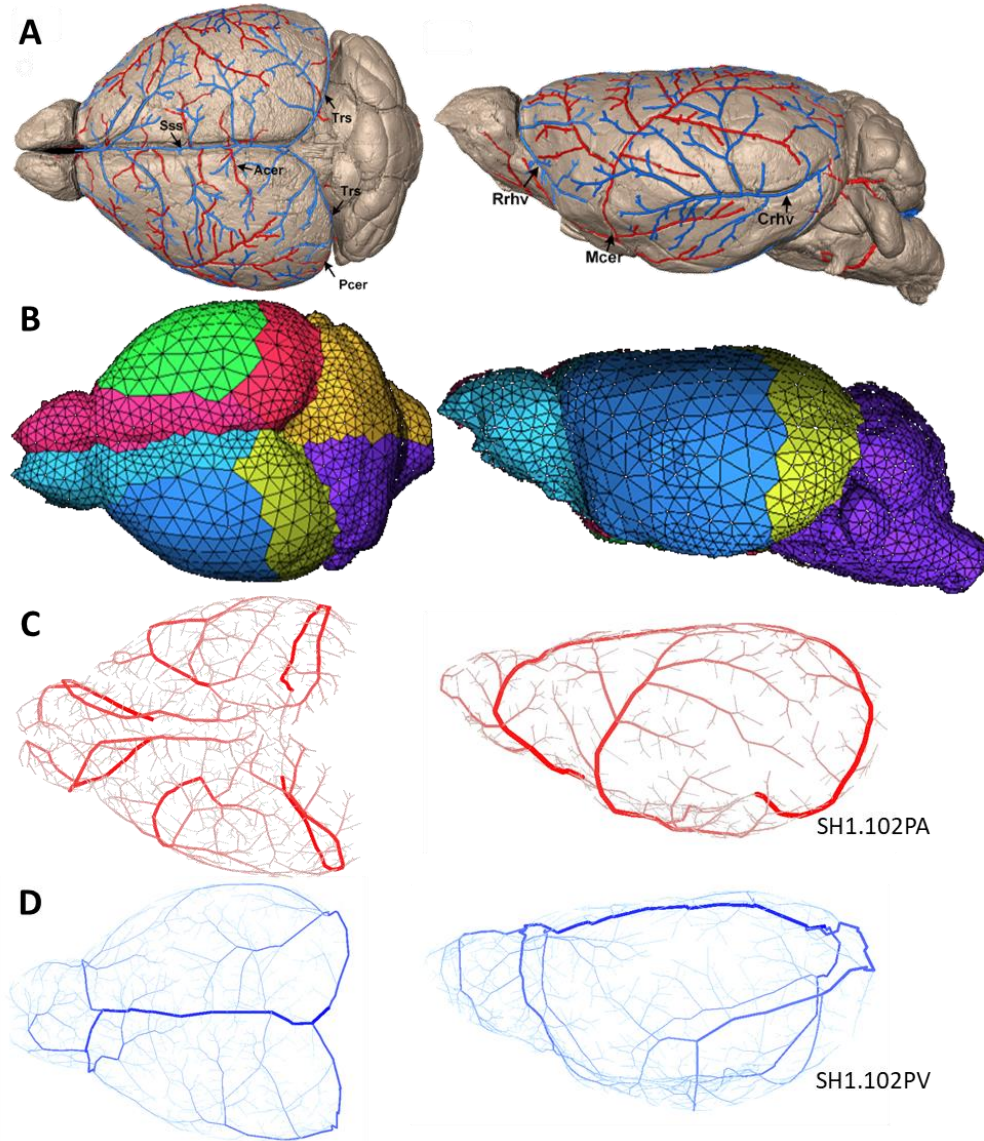 A
Sss
Trs
Acer
Trs
Pcer
Rrhv
Crhv
Mcer
B
C
SH1.102PA
D
SH1.102PV